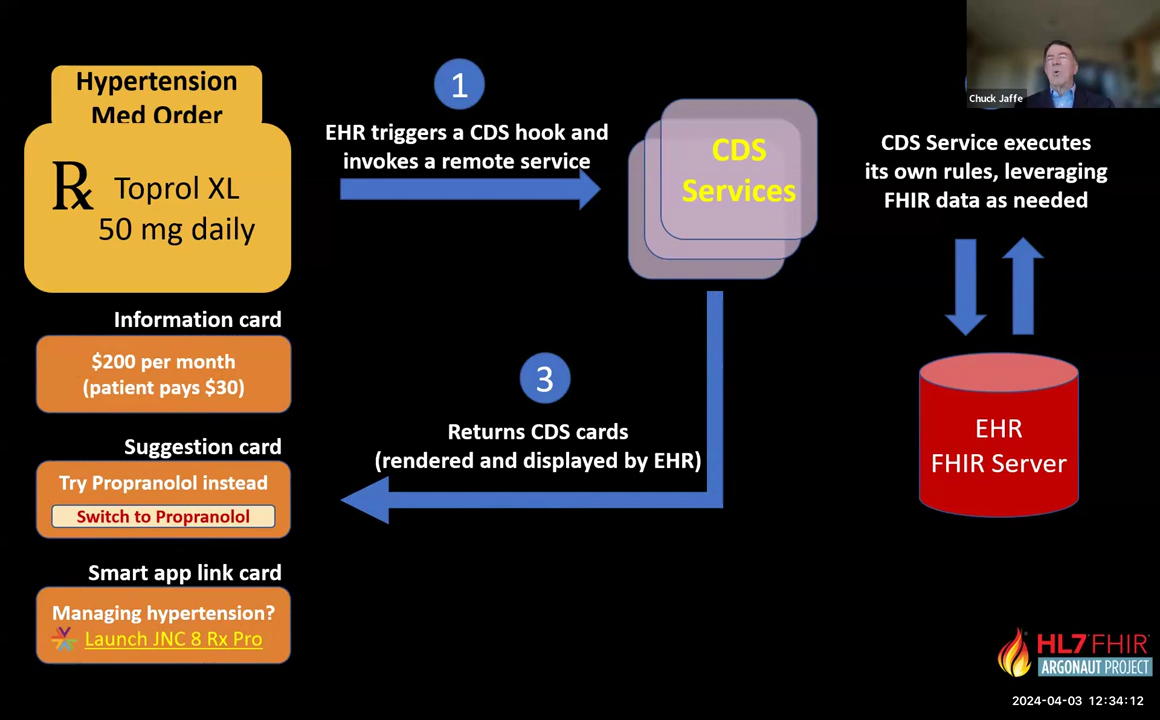 Hypertension
Med Order
Rx Toprol XL
50 mg daily
1
EHR triggers a CDS hook and
invokes a remote service
CDS
Services
Chuck Jaffe
CDS Service executes
its own rules, leveraging
FHIR data as needed
EHR
FHIR Server
3
Returns CDS cards
(rendered and displayed by EHR)
Information card
$200 per month
(patient pays $30)
Suggestion card
Try Propranolol instead
Switch to Propranolol
Smart app link card
Managing hypertension?
Launch JNC 8 Rx Pro
HL7 FHIR
ARGONAUT PROJECT
2024-04-03 12:34:12